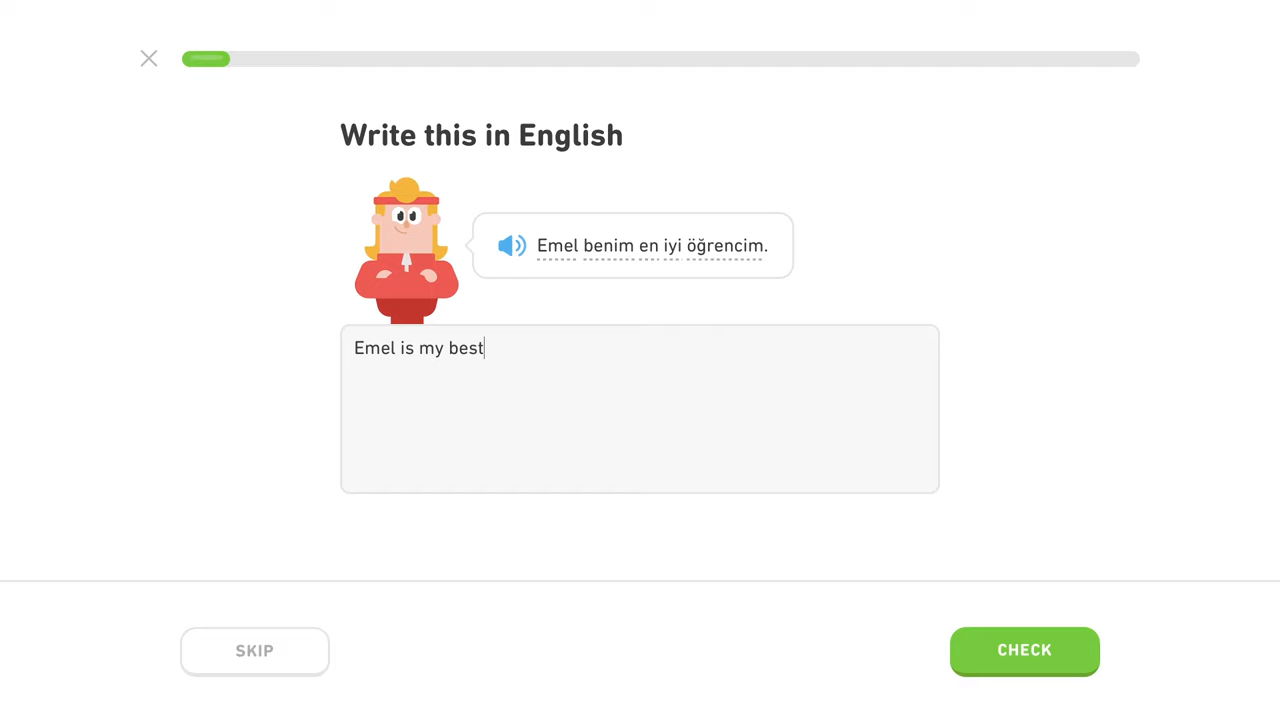 Write this in English
Emel benim en iyi öğrencim.
Emel is my best
SKIP
CHECK